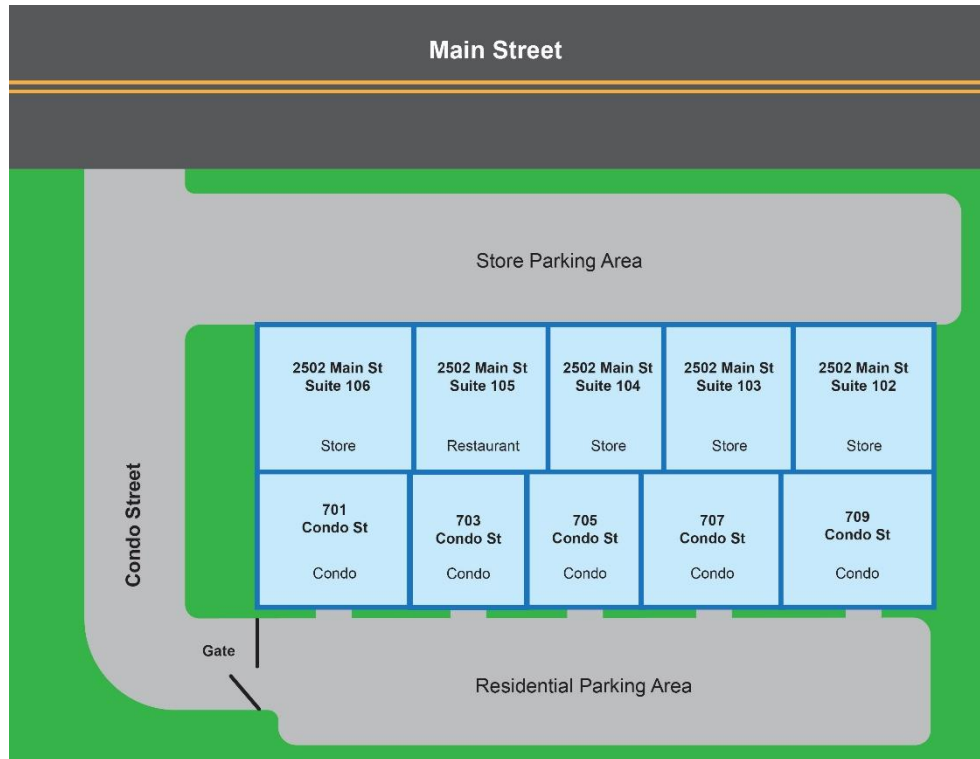 Main Street
Store Parking Area
2502 Main St
Suite 106
Store
2502 Main St
Suite 105
Restaurant
2502 Main St
Suite 104
Store
2502 Main St
Suite 103
Store
2502 Main St
Suite 102
Store
701
Condo St
Condo
703
Condo St
Condo
705
Condo St
Condo
707
Condo St
Condo
709
Condo St
Condo
Condo Street
Gate
Residential Parking Area